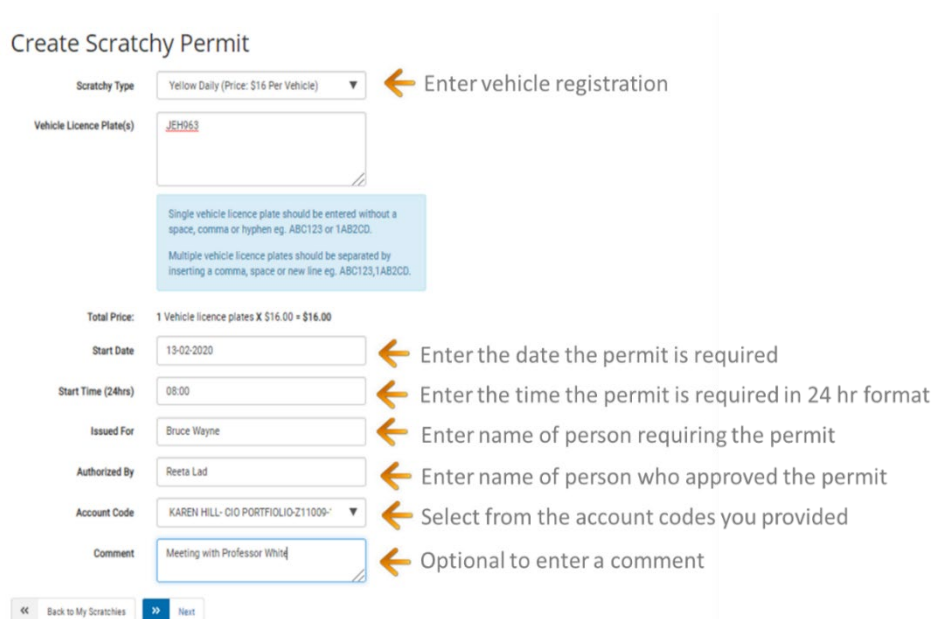 Create Scratchy Permit
Scratchy Type
Yellow Daily (Price: $16 Per Vehicle)
Enter vehicle registration
Vehicle Licence Plate(s)
JEH963
Single vehicle licence plate should be entered without a
space, comma or hyphen eg. ABC123 or 1AB2CD.
Multiple vehicle licence plates should be separated by
inserting a comma, space or new line eg. ABC123,1AB2CD.
Total Price: 1 Vehicle licence plates X $16.00 = $16.00
Start Date 13-02-2020 Enter the date the permit is required
Start Time (24hrs) 08:00 Enter the time the permit is required in 24 hr format
Issued For Bruce Wayne Enter name of person requiring the permit
Authorized By Reeta Lad Enter name of person who approved the permit
Account Code KAREN HILL- CIO PORTFIOLIO-Z11009- Select from the account codes you provided
Comment Meeting with Professor White Optional to enter a comment
« Back to My Scratchies » Next